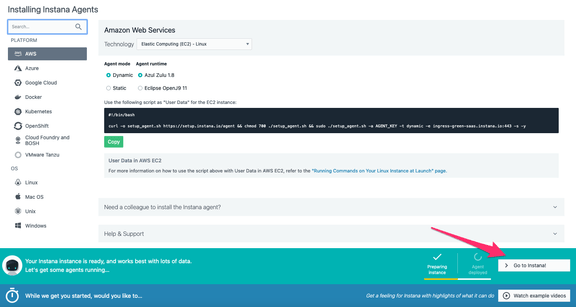 Installing Instana Agents
Search...
PLATFORM
AWS
Azure
Google Cloud
Docker
Kubernetes
OpenShift
Cloud Foundry and
BOSH
VMware Tanzu
OS
Linux
Mac OS
Unix
Windows
Amazon Web Services
Technology
Elastic Computing (EC2) - Linux
Agent mode Agent runtime
Dynamic Azul Zulu 1.8
Static Eclipse OpenJ9 11
Use the following script as "User Data" for the EC2 instance:
#!/bin/bash
curl -o setup_agent.sh https://setup.instana.io/agent && chmod 700 ./setup_agent.sh && sudo ./setup_agent.sh -a AGENT_KEY -t dynamic -e ingress-green-saas.instana.io:443 -s -y
Copy
User Data in AWS EC2
For more information on how to use the script above with User Data in AWS EC2, refer to the "Running Commands on Your Linux Instance at Launch" page.
Need a colleague to install the Instana agent?
Help & Support
Your Instana instance is ready, and works best with lots of data.
Let's get some agents running...
Preparing
instance
Agent
deployed
Go to Instana!
While we get you started, would you like to...
Get a feeling for Instana with highlights of what it can do
Watch example videos